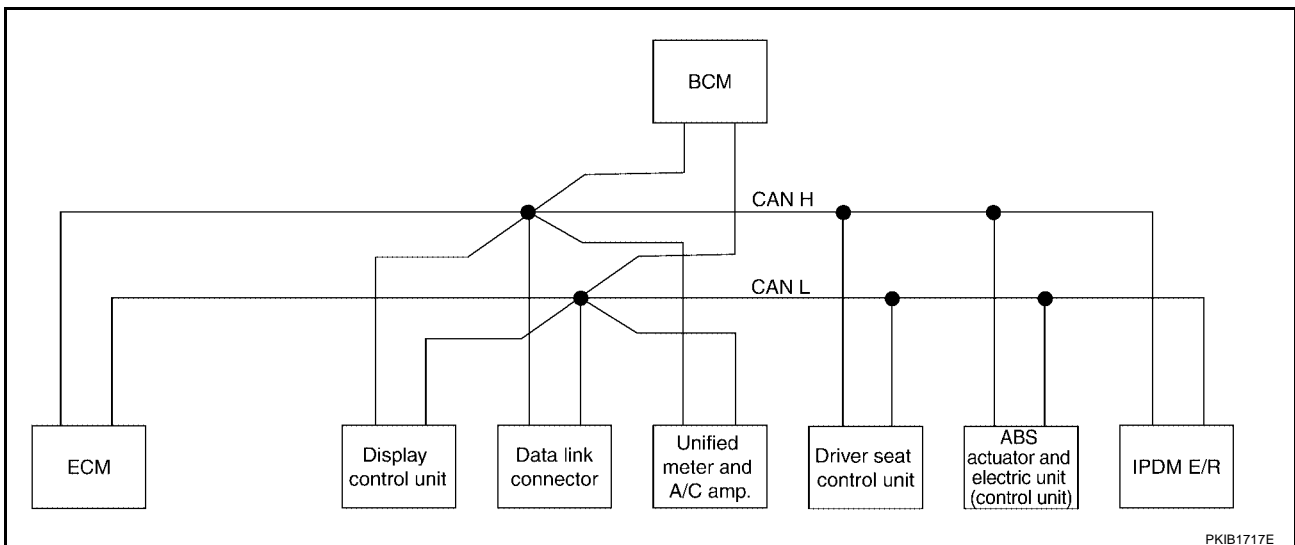 BCM
CAN H
CAN L
ECM
Display
control unit
Data link
connector
Unified
meter and
A/C amp.
Driver seat
control unit
ABS
actuator and
electric unit
(control unit)
IPDM E/R
PKIB1717E